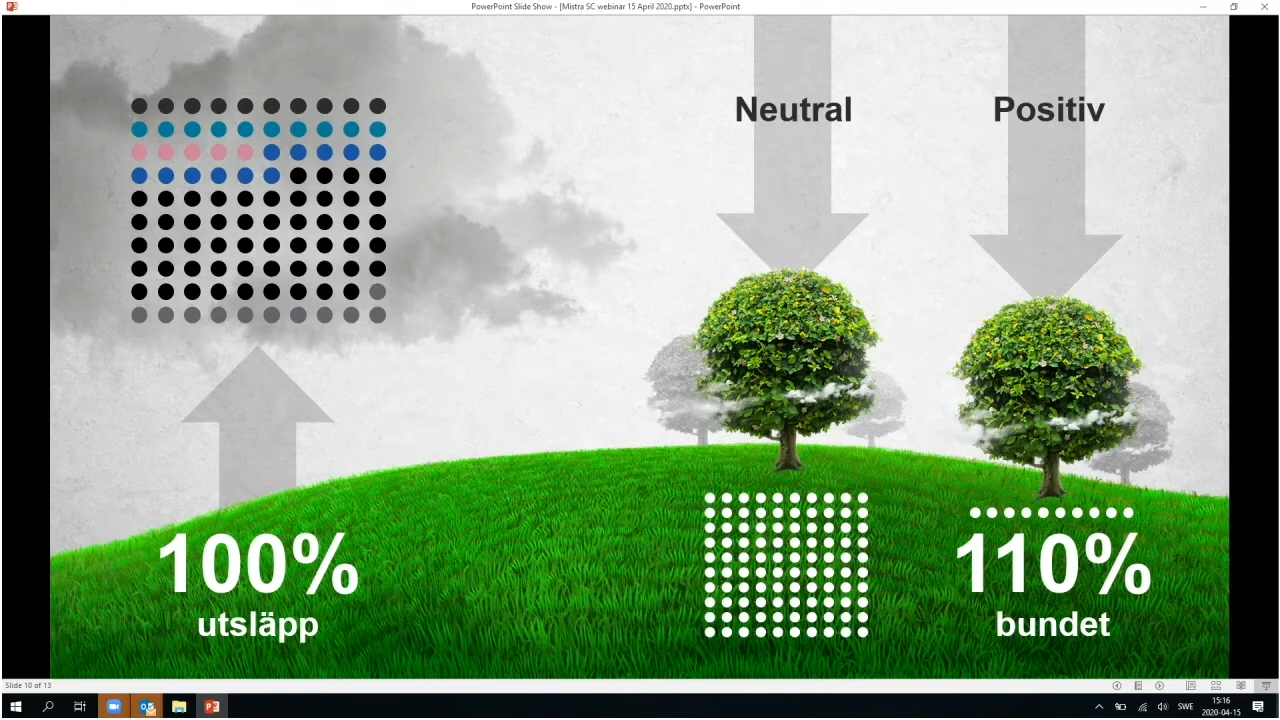 PowerPoint Slide Show - [Mistra SC webinar 15 April 2020.pptx] - PowerPoint
Neutral
Positiv
100%
utsläpp
110%
bundet
Slide 10 of 13
SWE
15:16
2020-04-15